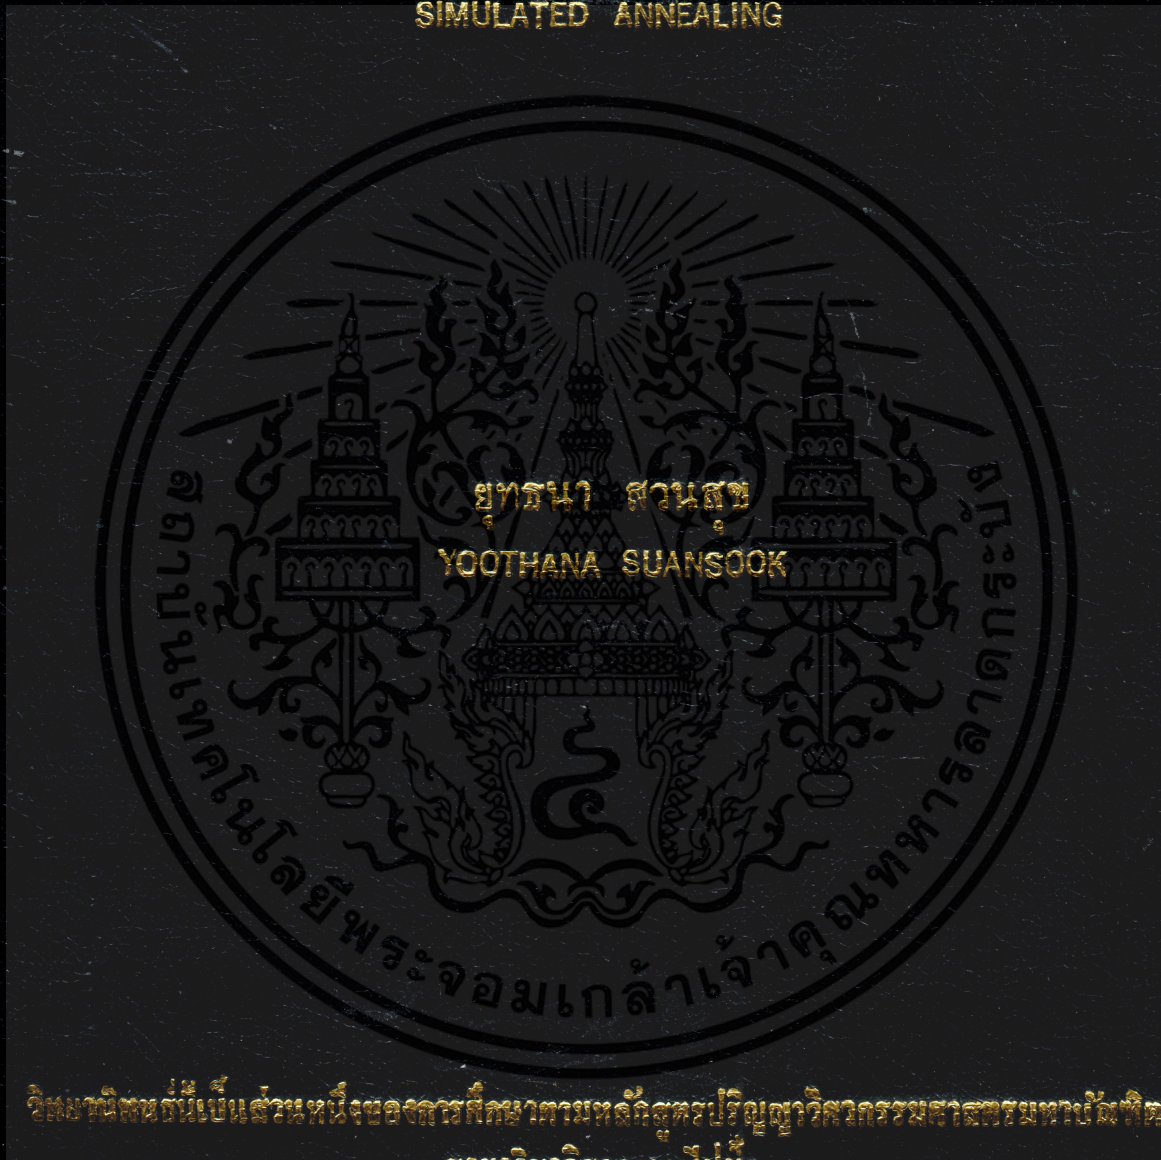 SIMULATED ANNEALING
ยุทธนา สวนสุข
YOOTHANA SUANSOOK
สถาบันเทคโนโลยีพระจอมเกล้าเจ้าคุณทหารลาดกระบัง
วิทยานิพนธ์นี้เป็นส่วนหนึ่งของการศึกษาตามหลักสูตรปริญญาวิศวกรรมศาสตรมหาบัณฑิต